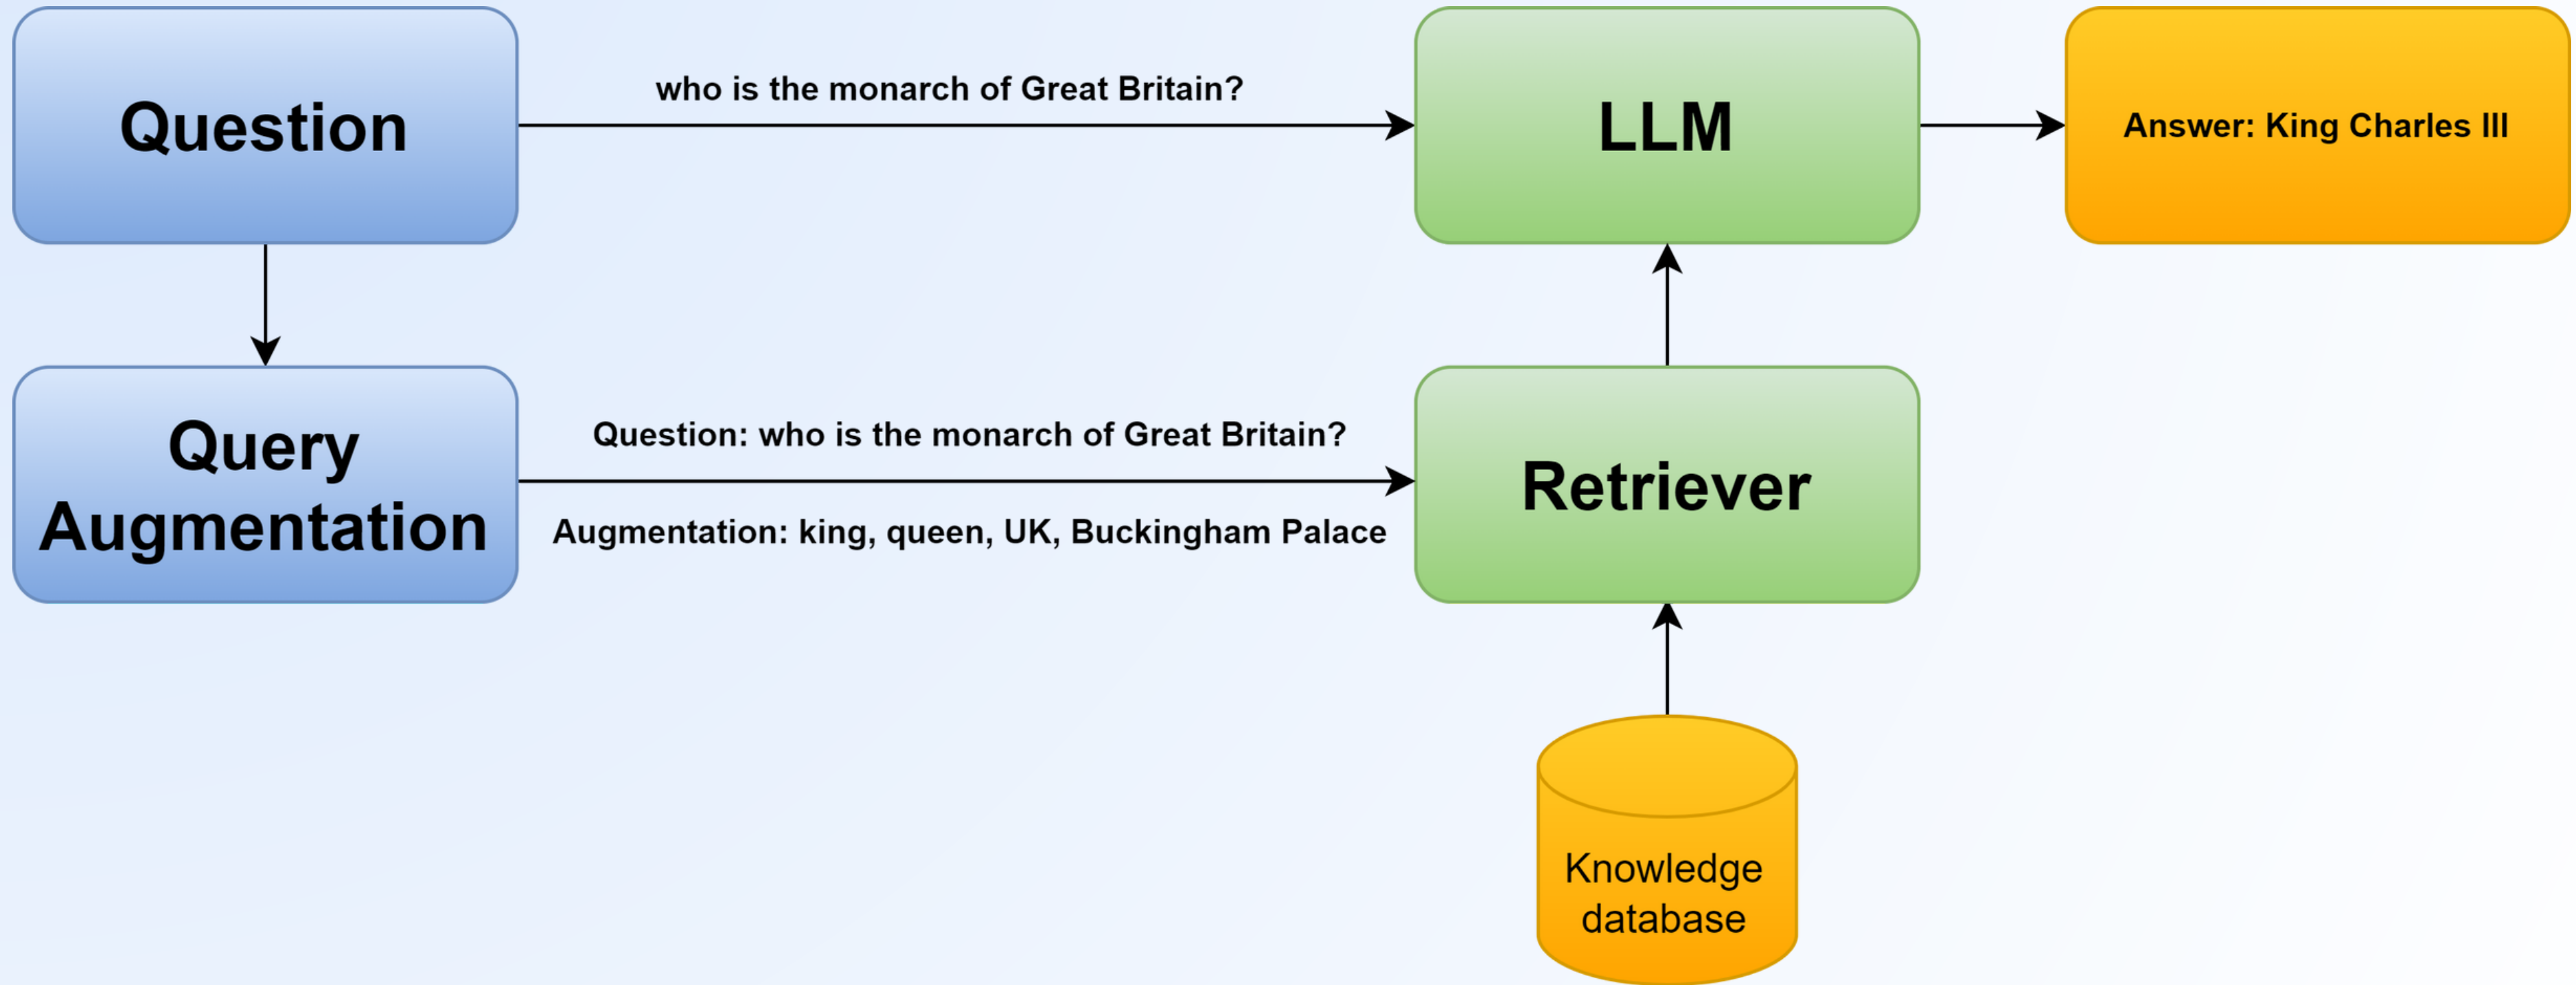 Question
who is the monarch of Great Britain?
LLM
Answer: King Charles III
Query
Augmentation
Question: who is the monarch of Great Britain?
Augmentation: king, queen, UK, Buckingham Palace
Retriever
Knowledge
database